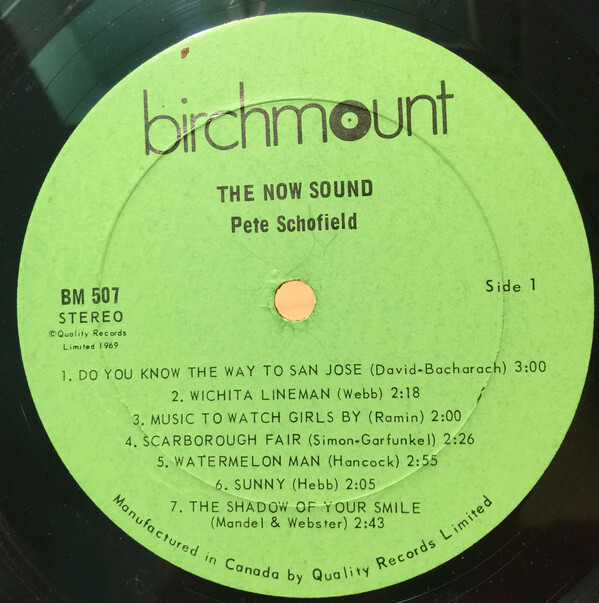 birchmount
THE NOW SOUND
Pete Schofield
BM 507
STEREO
©Quality Records
Limited 1969
Side 1
1. DO YOU KNOW THE WAY TO SAN JOSE (David-Bacharach) 3:00
2. WICHITA LINEMAN (Webb) 2:18
3. MUSIC TO WATCH GIRLS BY (Ramin) 2:00
4. SCARBOROUGH FAIR (Simon-Garfunkel) 2:26
5. WATERMELON MAN (Hancock) 2:55
6. SUNNY (Hebb) 2:05
7. THE SHADOW OF YOUR SMILE
(Mandel & Webster) 2:43
Manufactured in Canada by Quality Records Limited